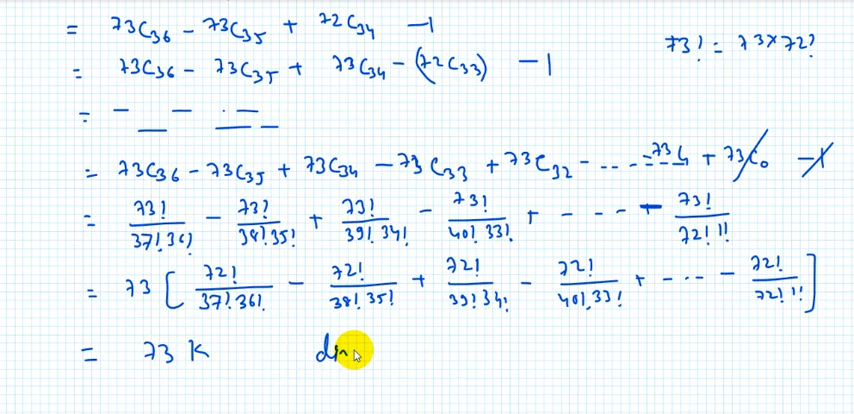 = 73C36 - 73C35 + 72C34 - 1
73! = 73×72!
= 73C36 - 73C35 + 73C34 - (72C33) - 1
= - - - -
= 73C36 - 73C35 + 73C34 - 73C33 + 73C32 - ---- 73C1 + 73C0 - 1
= 73!/37!36! - 73!/38!35! + 73!/39!34! - 73!/40!33! + - --- - 73!/72!1!
= 73 [ 72!/37!36! - 72!/38!35! + 72!/39!34! - 72!/40!33! + - --- - 72!/72!1! ]
= 73 K